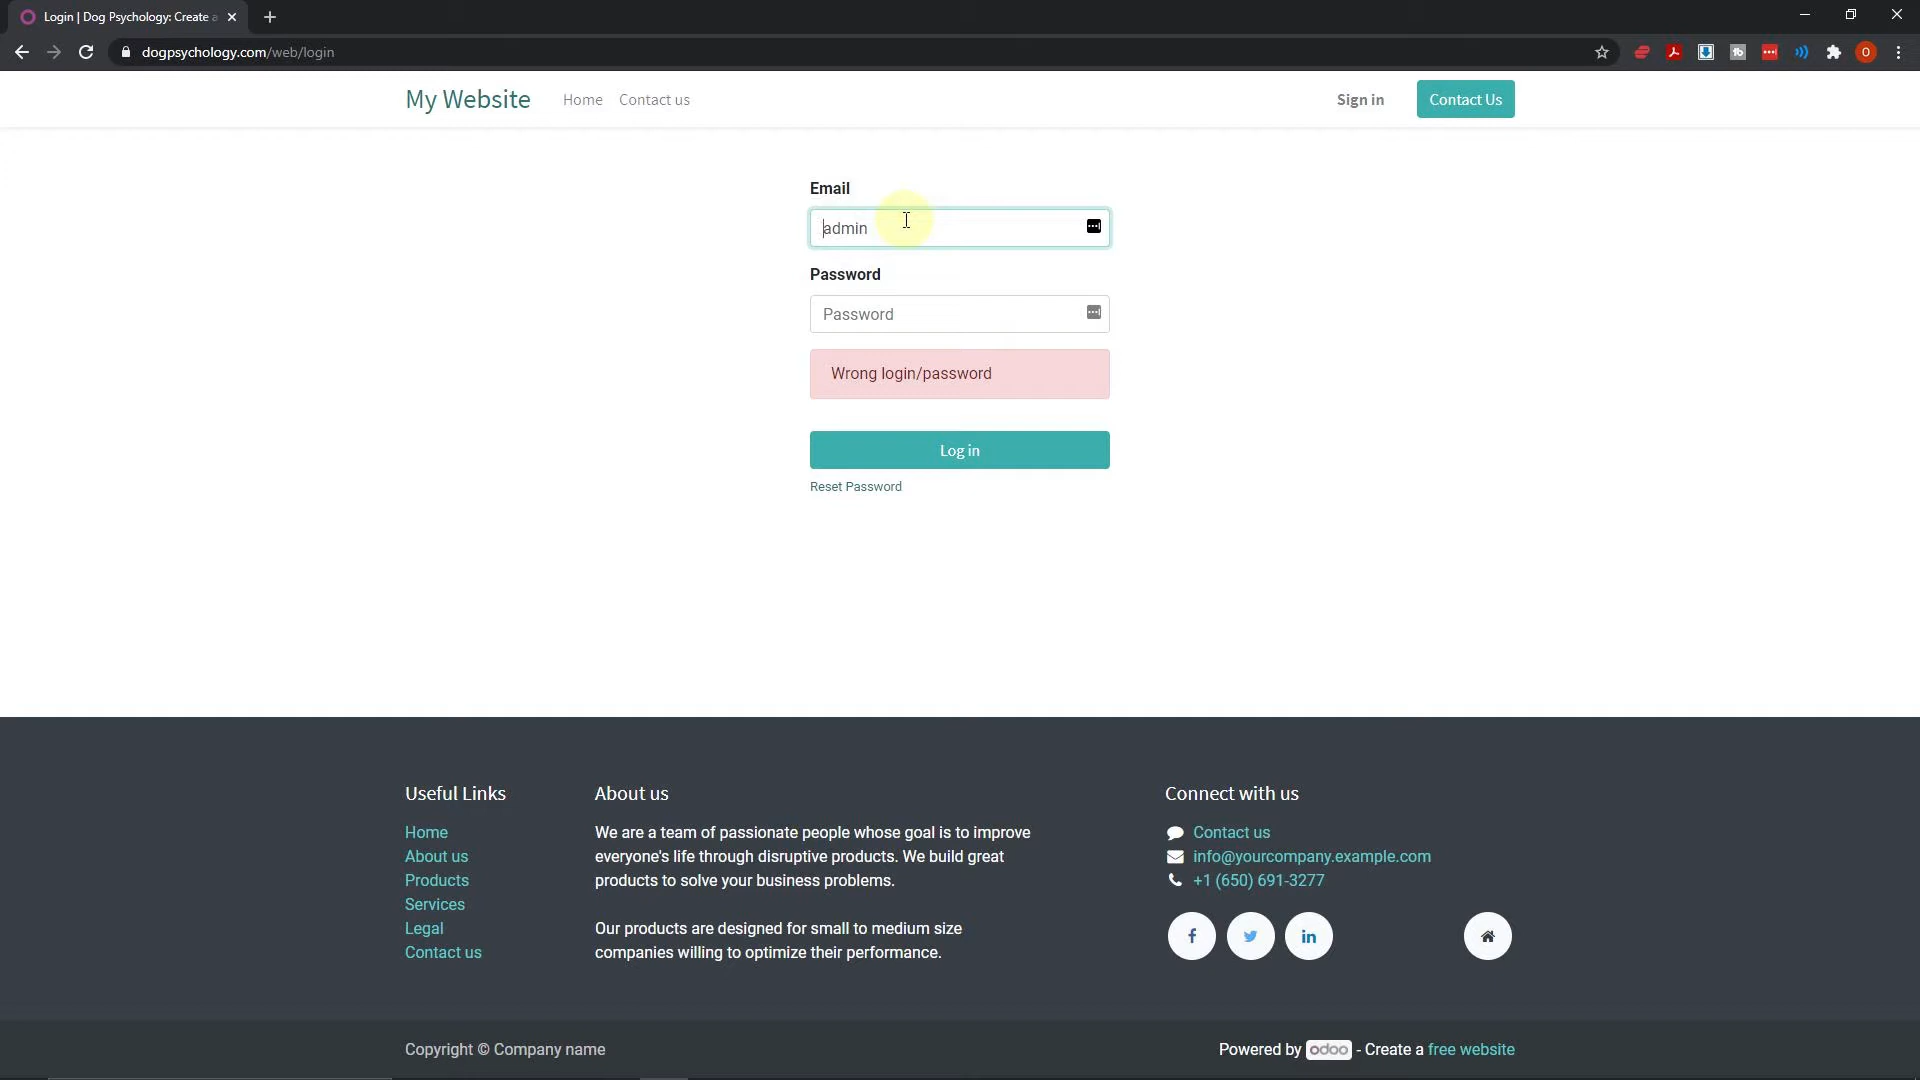 Login | Dog Psychology: Create a
dogpsychology.com/web/login
My Website
Home
Contact us
Sign in
Contact Us
Email
admin
Password
Password
Wrong login/password
Log in
Reset Password
Useful Links
Home
About us
Products
Services
Legal
Contact us
About us
We are a team of passionate people whose goal is to improve
everyone's life through disruptive products. We build great
products to solve your business problems.
Our products are designed for small to medium size
companies willing to optimize their performance.
Connect with us
Contact us
info@yourcompany.example.com
+1 (650) 691-3277
Copyright © Company name
Powered by odoo - Create a free website